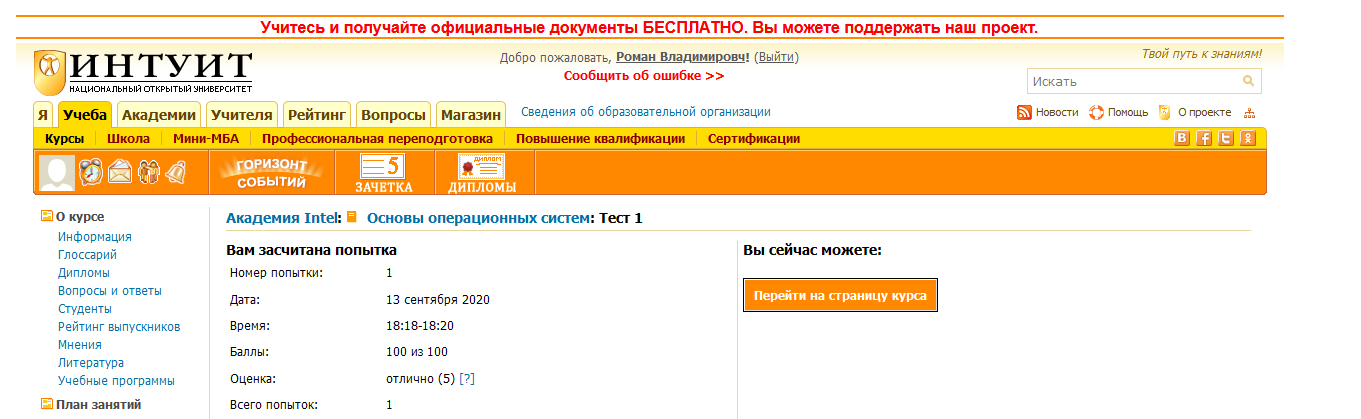 Учитесь и получайте официальные документы БЕСПЛАТНО. Вы можете поддержать наш проект.
ИНТУИТ
НАЦИОНАЛЬНЫЙ ОТКРЫТЫЙ УНИВЕРСИТЕТ
Добро пожаловать, Роман Владимировч! (Выйти)
Сообщить об ошибке >>
Твой путь к знаниям!
Искать
Я Учеба Академии Учителя Рейтинг Вопросы Магазин Сведения об образовательной организации
Новости Помощь О проекте
Курсы Школа Мини-МБА Профессиональная переподготовка Повышение квалификации Сертификации
ГОРИЗОНТ СОБЫТИЙ
5 ЗАЧЕТКА
ДИПЛОМ ДИПЛОМЫ
О курсе
Информация
Глоссарий
Дипломы
Вопросы и ответы
Студенты
Рейтинг выпускников
Мнения
Литература
Учебные программы
План занятий
Академия Intel: Основы операционных систем: Тест 1
Вам засчитана попытка
Номер попытки: 1
Дата: 13 сентября 2020
Время: 18:18-18:20
Баллы: 100 из 100
Оценка: отлично (5) [?]
Всего попыток: 1
Вы сейчас можете:
Перейти на страницу курса